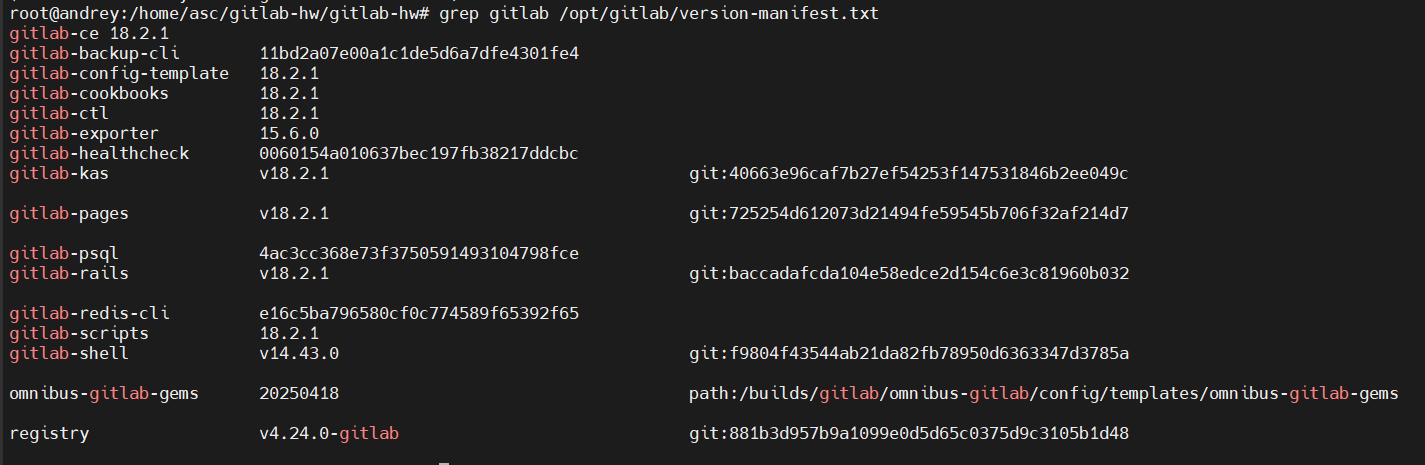 root@andrey:/home/asc/gitlab-hw/gitlab-hw# grep gitlab /opt/gitlab/version-manifest.txt
gitlab-ce 18.2.1
gitlab-backup-cli 11bd2a07e00a1c1de5d6a7dfe4301fe4
gitlab-config-template 18.2.1
gitlab-cookbooks 18.2.1
gitlab-ctl 18.2.1
gitlab-exporter 15.6.0
gitlab-healthcheck 0060154a010637bec197fb38217ddcbc
gitlab-kas v18.2.1 git:40663e96caf7b27ef54253f147531846b2ee049c
gitlab-pages v18.2.1 git:725254d612073d21494fe59545b706f32af214d7
gitlab-psql 4ac3cc368e73f3750591493104798fce
gitlab-rails v18.2.1 git:baccadafcda104e58edce2d154c6e3c81960b032
gitlab-redis-cli e16c5ba796580cf0c774589f65392f65
gitlab-scripts 18.2.1
gitlab-shell v14.43.0 git:f9804f43544ab21da82fb78950d6363347d3785a
omnibus-gitlab-gems 20250418 path:/builds/gitlab/omnibus-gitlab/config/templates/omnibus-gitlab-gems
registry v4.24.0-gitlab git:881b3d957b9a1099e0d5d65c0375d9c3105b1d48